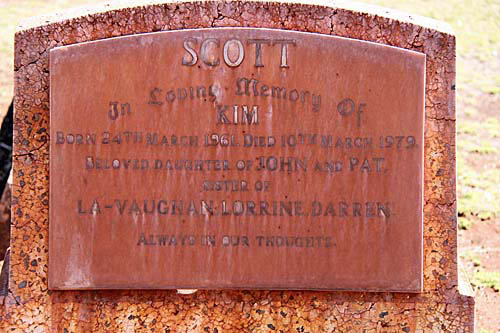 SCOTT
In Loving Memory Of
KIM
BORN 24TH MARCH 1961. DIED 10TH MARCH 1979.
BELOVED DAUGHTER OF JOHN AND PAT.
SISTER OF
LA-VAUGHAN. LORRINE. DARREN.
ALWAYS IN OUR THOUGHTS.